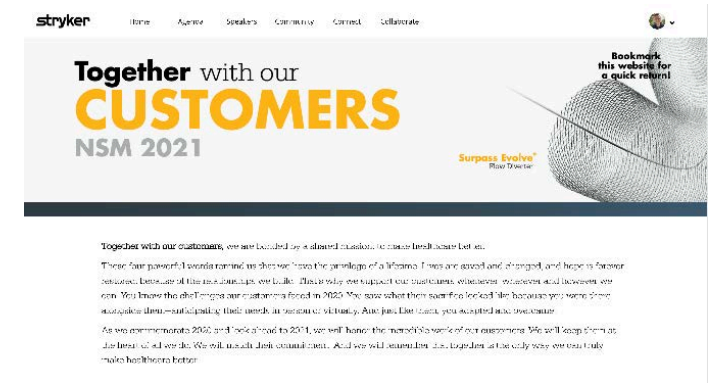 stryker
Home Agenda Speakers Community Connect Collaborate
Bookmark
this website for
a quick return!
Together with our
CUSTOMERS
NSM 2021
Surpass Evolve™
Flow Diverter
Together with our customers, we are bonded by a shared mission: to make healthcare better.
These four powerful words remind us that we have the privilege of a lifetime. Lives are saved and changed, and hope is forever
restored because of the relationships we build. That's why we support our customers whenever, wherever and however we
can. You know the challenges our customers faced in 2020. You saw what their sacrifice looked like because you were there
alongside them—anticipating their needs in person or virtually. And just like them, you adapted and overcame.
As we commemorate 2020 and look ahead to 2021, we will honor the incredible work of our customers. We will keep them at
the heart of all we do. We will match their commitment. And we will remember that together is the only way we can truly
make healthcare better.